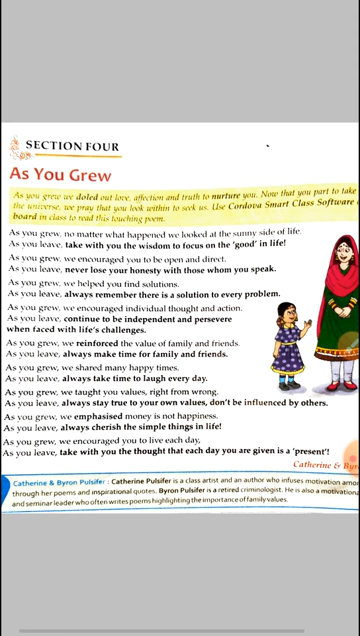 SECTION FOUR
As You Grew
As you grew we doled out love, affection and truth to nurture you. Now that you part to take
the universe, we pray that you look within to seek us. Use Cordova Smart Class Software
board in class to read this touching poem.
As you grew, no matter what happened we looked at the sunny side of life.
As you leave, take with you the wisdom to focus on the 'good' in life!
As you grew, we encouraged you to be open and direct.
As you leave, never lose your honesty with those whom you speak.
As you grew, we helped you find solutions.
As you leave, always remember there is a solution to every problem.
As you grew, we encouraged individual thought and action.
As you leave, continue to be independent and persevere
when faced with life's challenges.
As you grew, we reinforced the value of family and friends.
As you leave, always make time for family and friends.
As you grew, we shared many happy times.
As you leave, always take time to laugh every day.
As you grew, we taught you values, right from wrong.
As you leave, always stay true to your own values, don't be influenced by others.
As you grew, we emphasised money is not happiness.
As you leave, always cherish the simple things in life!
As you grew, we encouraged you to live each day,
As you leave, take with you the thought that each day you are given is a 'present'!
Catherine &
Catherine & Byron Pulsifer : Catherine Pulsifer is a class artist and an author who infuses motivation
through her poems and inspirational quotes. Byron Pulsifer is a retired criminologist. He is also a
and seminar leader who often writes poems highlighting the importance of family values.